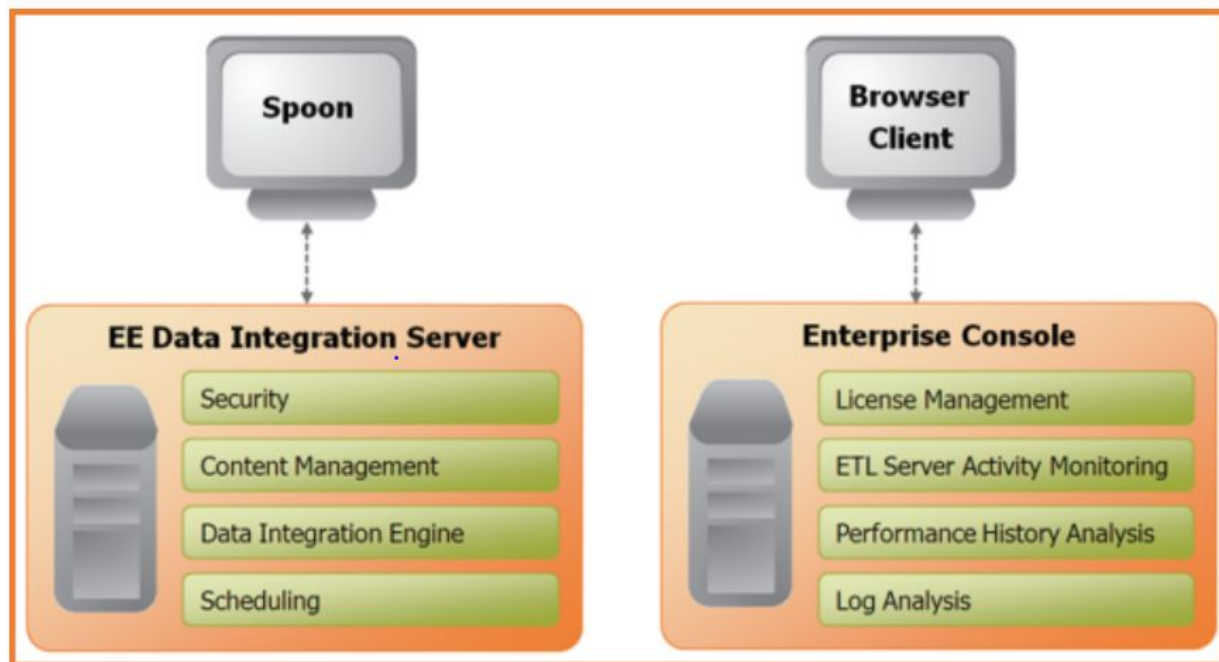 Spoon
Browser
Client
EE Data Integration Server
Security
Content Management
Data Integration Engine
Scheduling
Enterprise Console
License Management
ETL Server Activity Monitoring
Performance History Analysis
Log Analysis